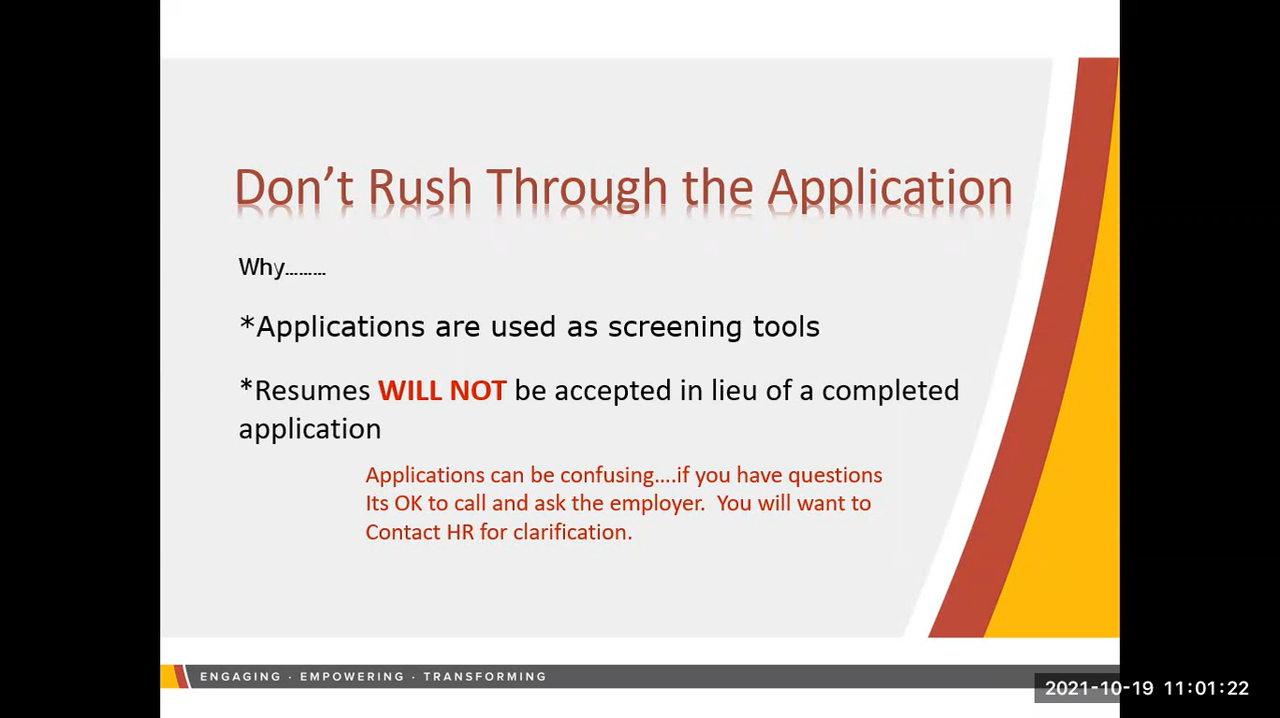 Don’t Rush Through the Application
Why.........
*Applications are used as screening tools
*Resumes WILL NOT be accepted in lieu of a completed
application
Applications can be confusing....if you have questions
Its OK to call and ask the employer.  You will want to
Contact HR for clarification.
ENGAGING · EMPOWERING · TRANSFORMING
2021-10-19 11:01:22